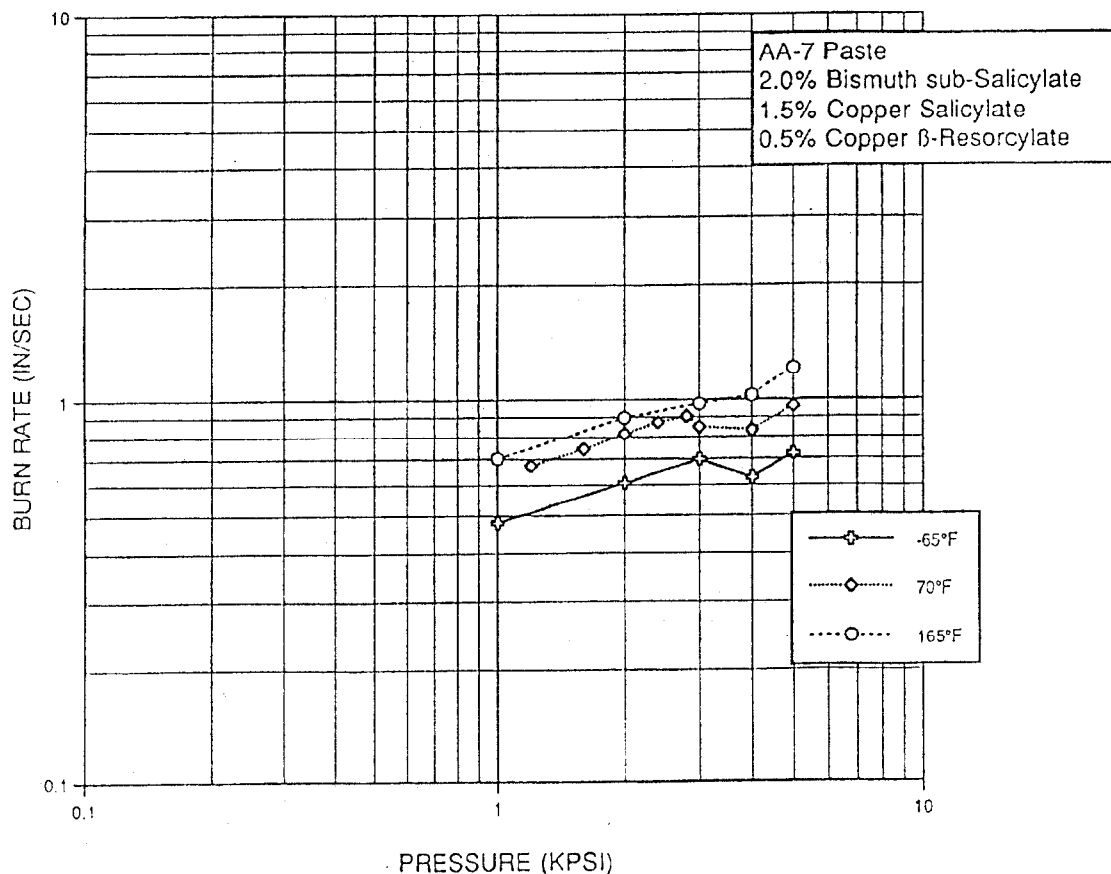 10
AA-7 Paste
2.0% Bismuth sub-Salicylate
1.5% Copper Salicylate
0.5% Copper β-Resorcylate
BURN RATE (IN/SEC)
1
-65°F
70°F
165°F
0.1
0.1
1
10
PRESSURE (KPSI)